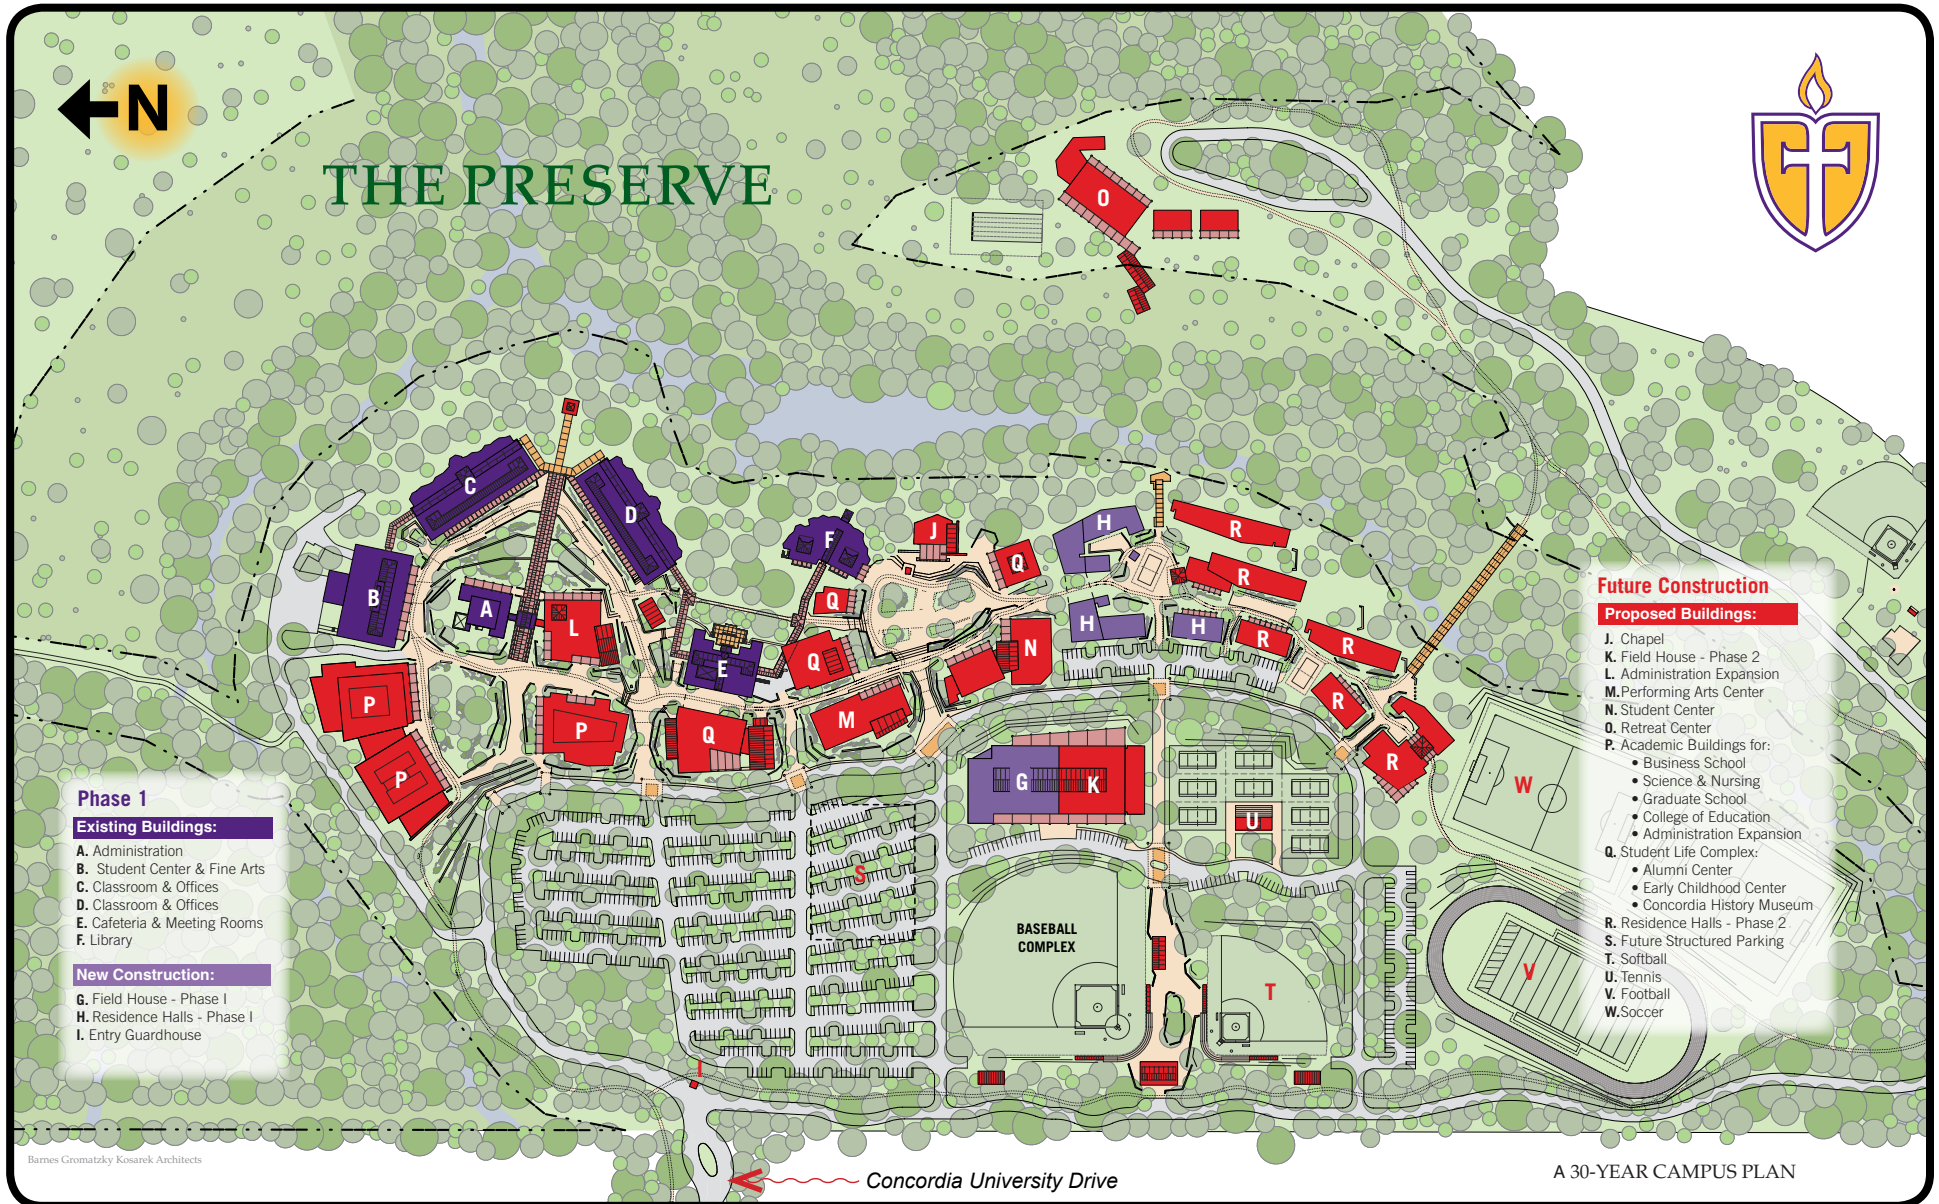 N
THE PRESERVE
O
C
D
F
J
H
R
Q
R
B
A
Q
L
H
H
R
R
N
Q
E
P
P
Q
M
R
R
P
G
K
W
U
S
BASEBALL
COMPLEX
T
V
I
Phase 1
Existing Buildings:
A. Administration
B. Student Center & Fine Arts
C. Classroom & Offices
D. Classroom & Offices
E. Cafeteria & Meeting Rooms
F. Library
New Construction:
G. Field House - Phase I
H. Residence Halls - Phase I
I. Entry Guardhouse
Future Construction
Proposed Buildings:
J. Chapel
K. Field House - Phase 2
L. Administration Expansion
M. Performing Arts Center
N. Student Center
O. Retreat Center
P. Academic Buildings for:
• Business School
• Science & Nursing
• Graduate School
• College of Education
• Administration Expansion
Q. Student Life Complex:
• Alumni Center
• Early Childhood Center
• Concordia History Museum
R. Residence Halls - Phase 2
S. Future Structured Parking
T. Softball
U. Tennis
V. Football
W. Soccer
Barnes Gromatzky Kosarek Architects
Concordia University Drive
A 30-YEAR CAMPUS PLAN